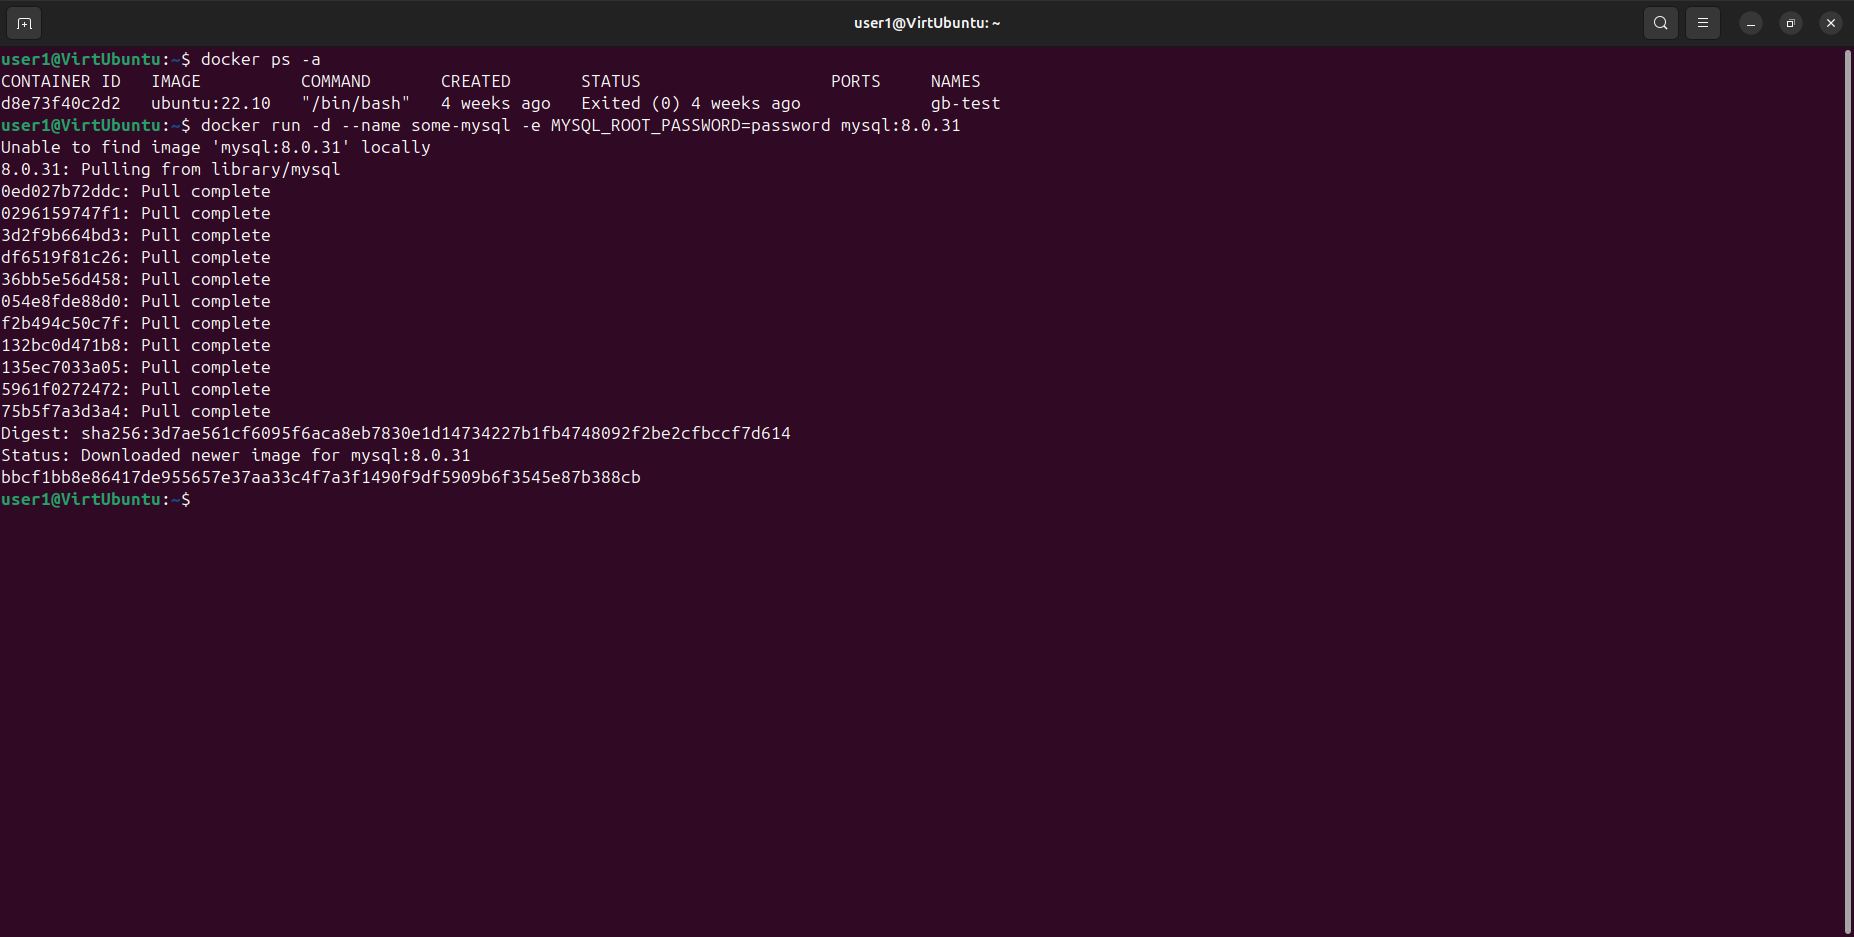 user1@VirtUbuntu: ~
user1@VirtUbuntu:~$ docker ps -a
CONTAINER ID   IMAGE          COMMAND       CREATED       STATUS                   PORTS     NAMES
d8e73f40c2d2   ubuntu:22.10   "/bin/bash"   4 weeks ago   Exited (0) 4 weeks ago             gb-test
user1@VirtUbuntu:~$ docker run -d --name some-mysql -e MYSQL_ROOT_PASSWORD=password mysql:8.0.31
Unable to find image 'mysql:8.0.31' locally
8.0.31: Pulling from library/mysql
0ed027b72ddc: Pull complete
0296159747f1: Pull complete
3d2f9b664bd3: Pull complete
df6519f81c26: Pull complete
36bb5e56d458: Pull complete
054e8fde88d0: Pull complete
f2b494c50c7f: Pull complete
132bc0d471b8: Pull complete
135ec7033a05: Pull complete
5961f0272472: Pull complete
75b5f7a3d3a4: Pull complete
Digest: sha256:3d7ae561cf6095f6aca8eb7830e1d14734227b1fb4748092f2be2cfbccf7d614
Status: Downloaded newer image for mysql:8.0.31
bbcf1bb8e86417de955657e37aa33c4f7a3f1490f9df5909b6f3545e87b388cb
user1@VirtUbuntu:~$